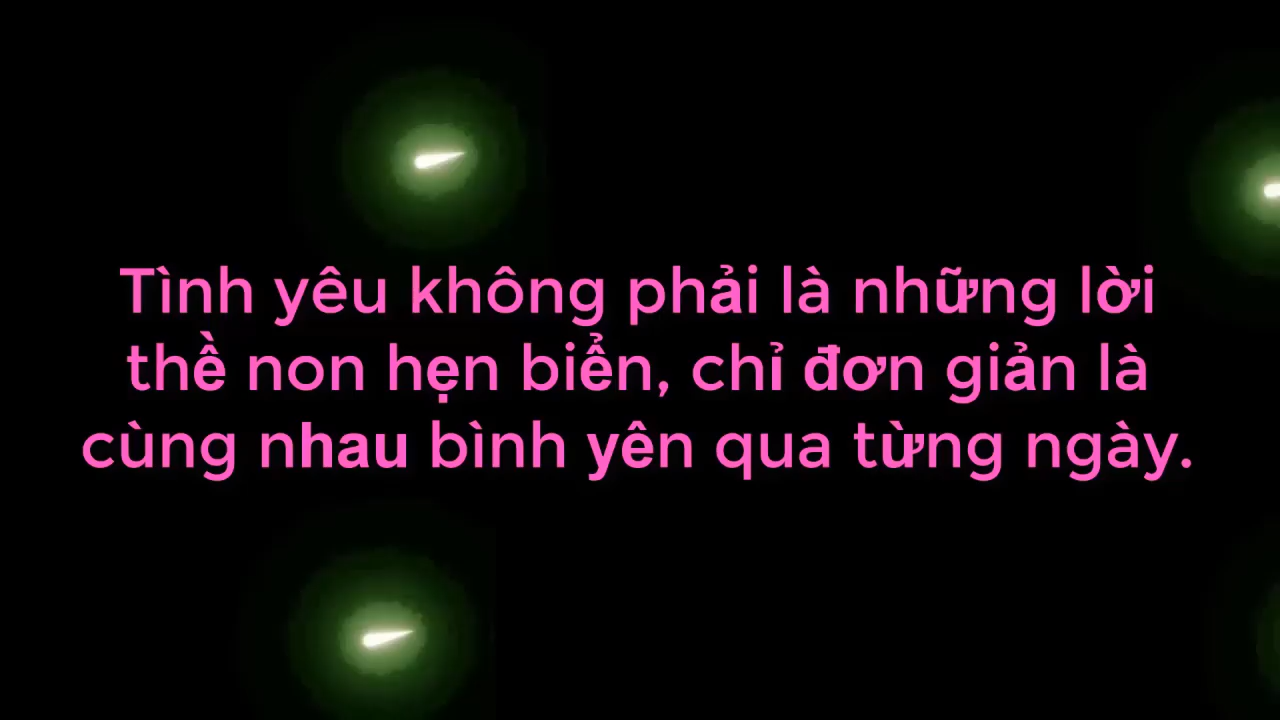 Tình yêu không phải là những lời
thề non hẹn biển, chỉ đơn giản là
cùng nhau bình yên qua từng ngày.